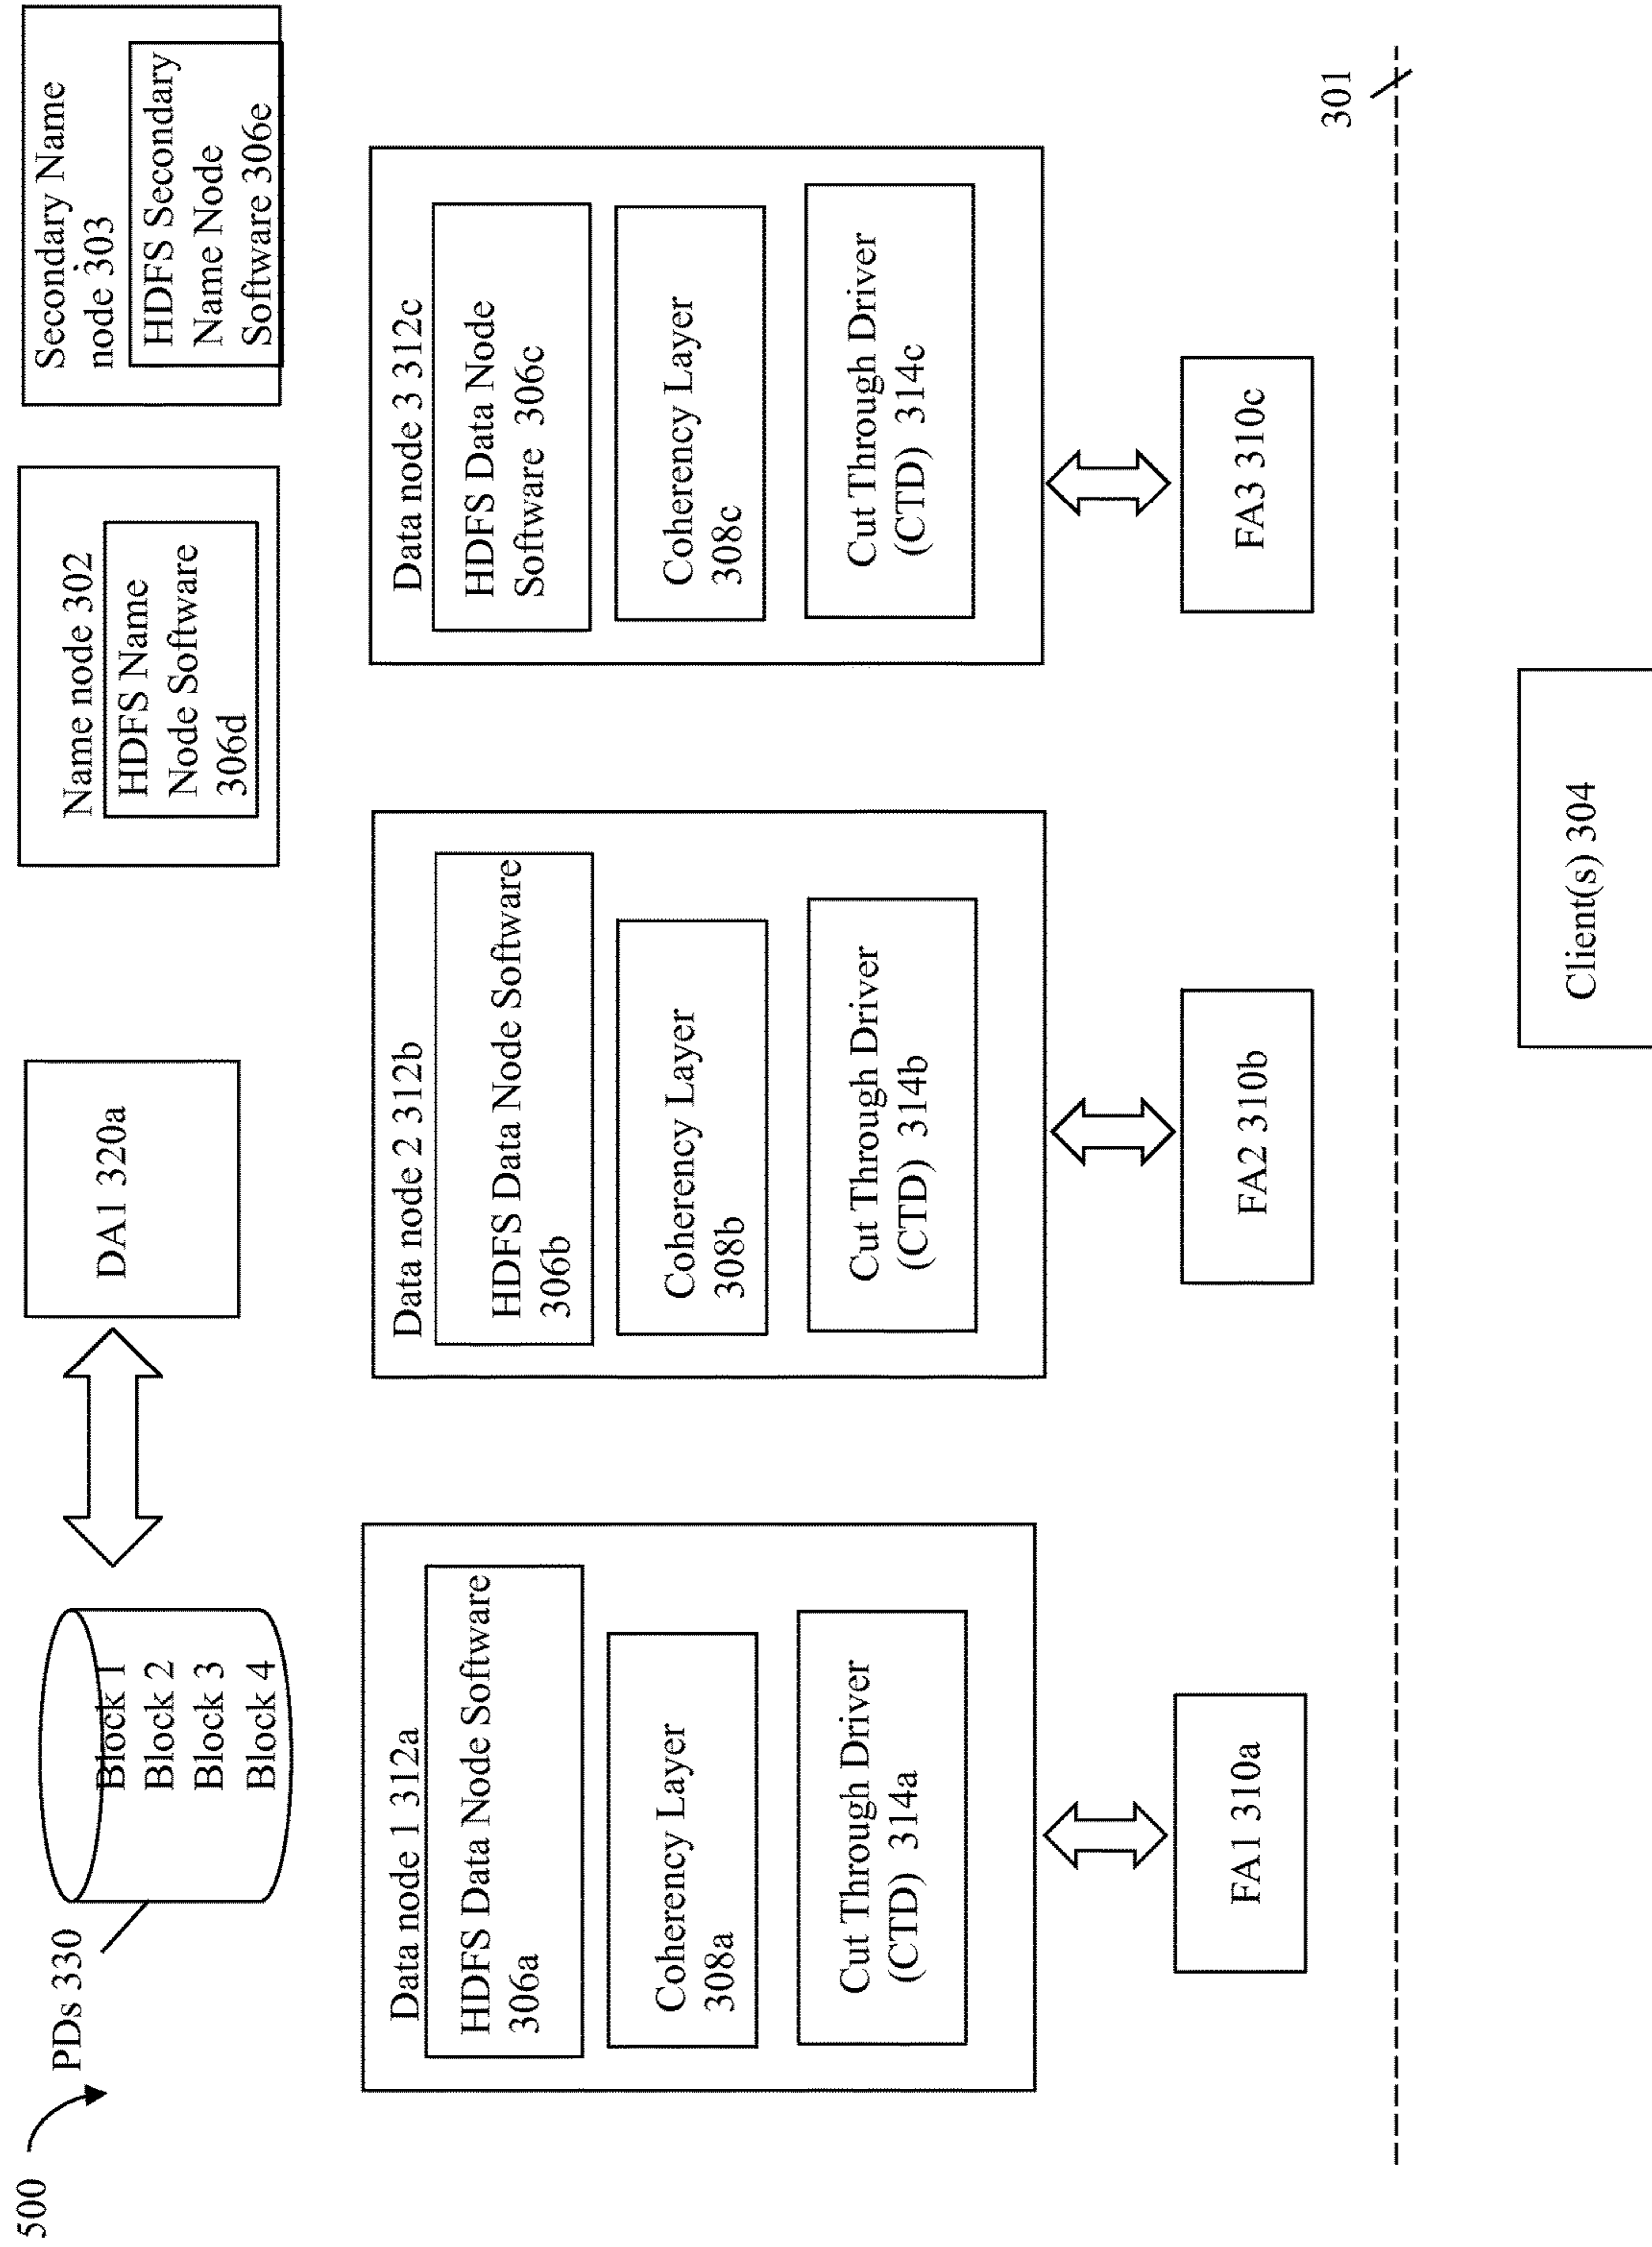 500
PDs 330
Block 1
Block 2
Block 3
Block 4
DA1 320a
Name node 302
HDFS Name
Node Software
306d
Secondary Name
node 303
HDFS Secondary
Name Node
Software 306e
Data node 1 312a
HDFS Data Node Software
306a
Coherency Layer
308a
Cut Through Driver
(CTD) 314a
Data node 2 312b
HDFS Data Node Software
306b
Coherency Layer
308b
Cut Through Driver
(CTD) 314b
Data node 3 312c
HDFS Data Node
Software 306c
Coherency Layer
308c
Cut Through Driver
(CTD) 314c
FA1 310a
FA2 310b
FA3 310c
301
Client(s) 304